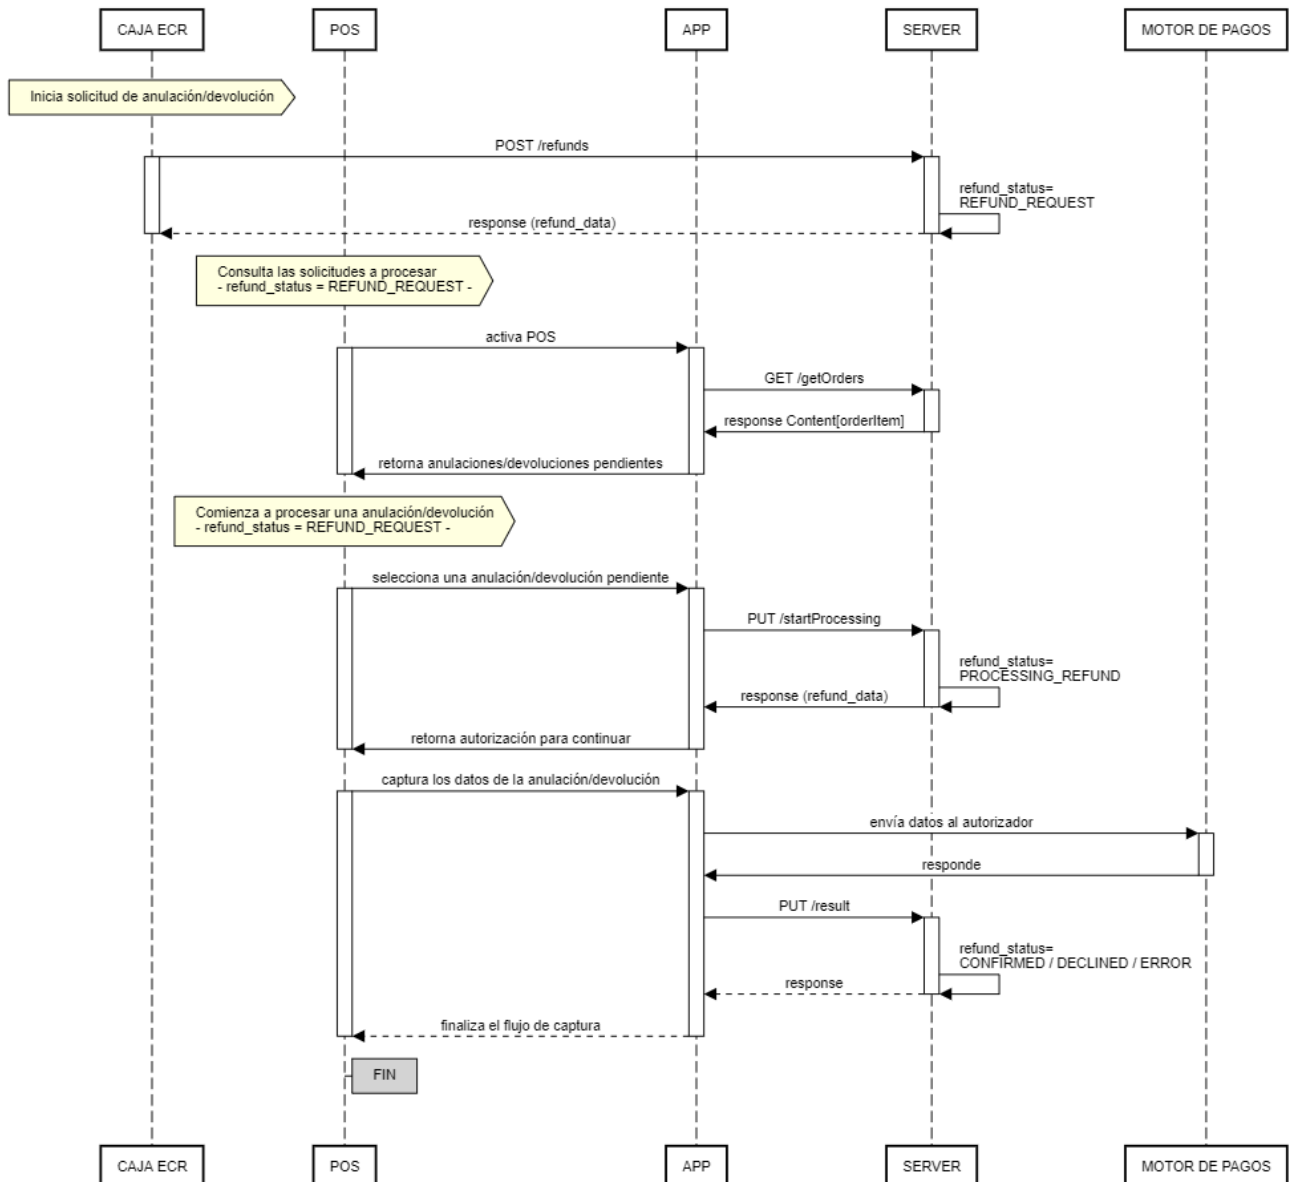 CAJA ECR
POS
APP
SERVER
MOTOR DE PAGOS
Inicia solicitud de anulación/devolución
POST /refunds
refund_status=
REFUND_REQUEST
response (refund_data)
Consulta las solicitudes a procesar
- refund_status = REFUND_REQUEST -
activa POS
GET /getOrders
response Content[orderItem]
retorna anulaciones/devoluciones pendientes
Comienza a procesar una anulación/devolución
- refund_status = REFUND_REQUEST -
selecciona una anulación/devolución pendiente
PUT /startProcessing
refund_status=
PROCESSING_REFUND
response (refund_data)
retorna autorización para continuar
captura los datos de la anulación/devolución
envía datos al autorizador
responde
PUT /result
refund_status=
CONFIRMED / DECLINED / ERROR
response
finaliza el flujo de captura
FIN
CAJA ECR
POS
APP
SERVER
MOTOR DE PAGOS